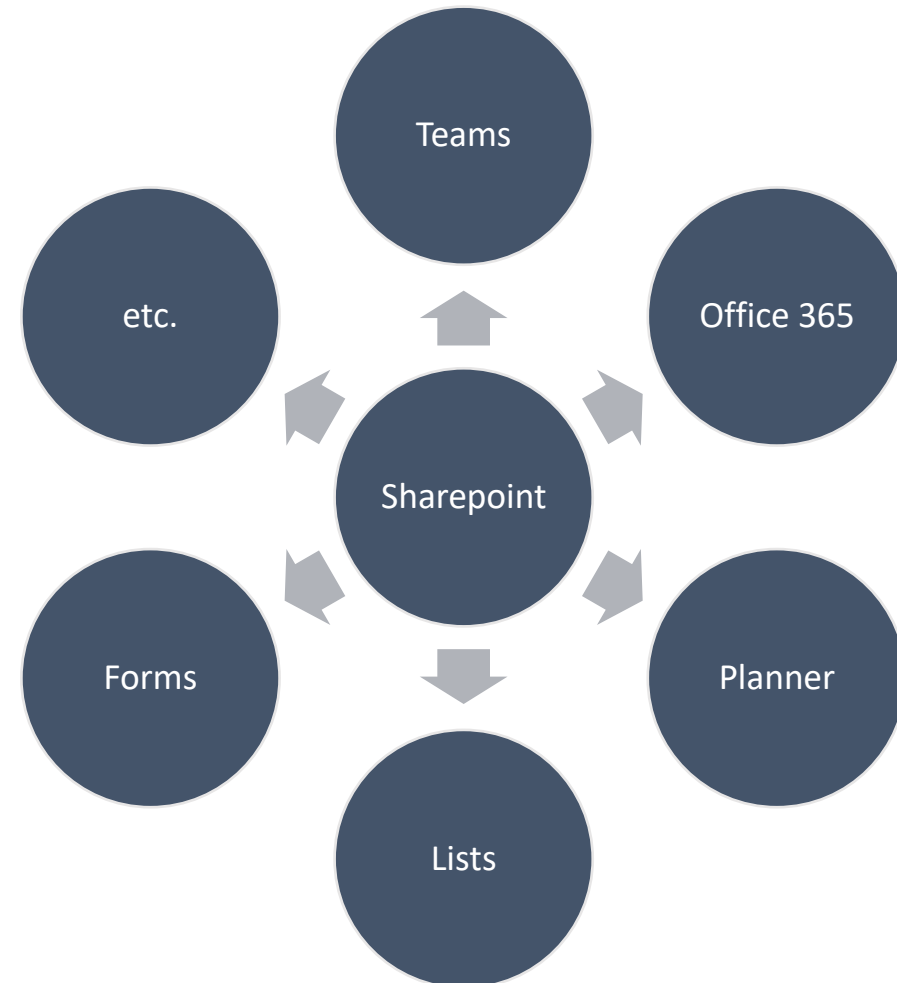 Teams
etc.
Office 365
Sharepoint
Forms
Planner
Lists